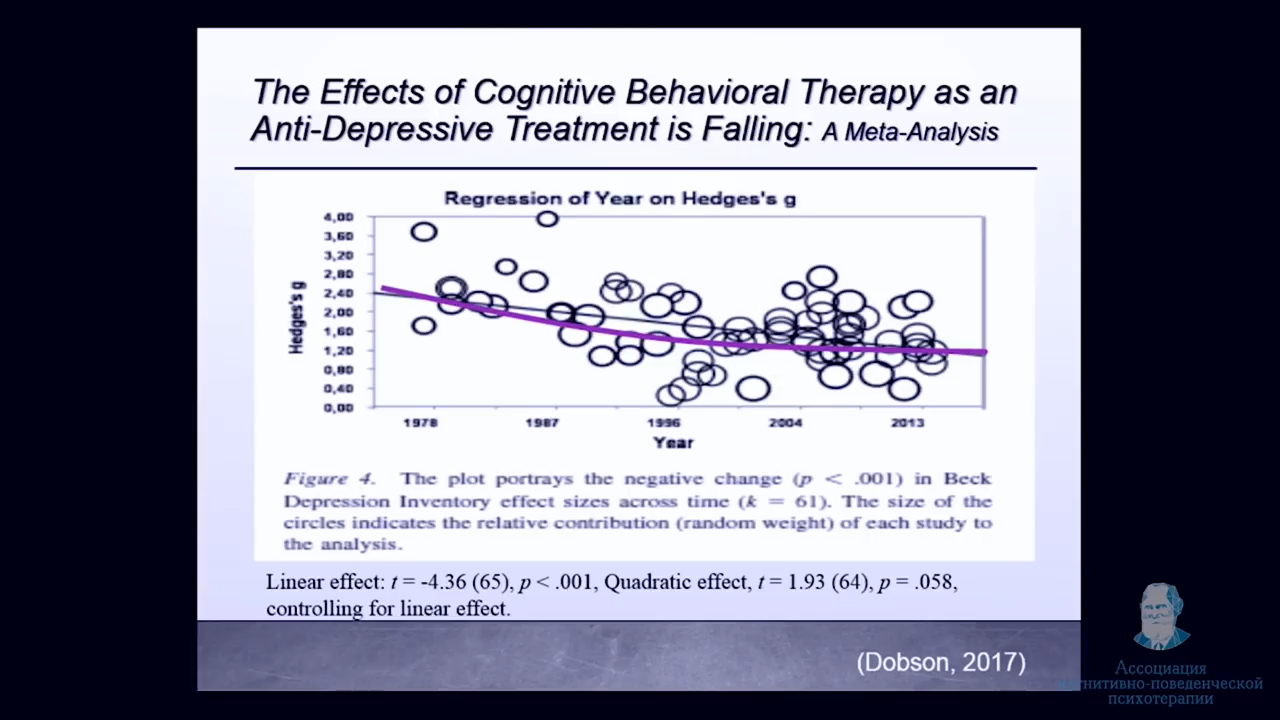 The Effects of Cognitive Behavioral Therapy as an
Anti-Depressive Treatment is Falling: A Meta-Analysis
Regression of Year on Hedges's g
Hedges's g
4,00
3,60
3,20
2,80
2,40
2,00
1,60
1,20
0,80
0,40
0,00
1978 1987 1996 2004 2013
Year
Figure 4. The plot portrays the negative change (p < .001) in Beck
Depression Inventory effect sizes across time (k = 61). The size of the
circles indicates the relative contribution (random weight) of each study to
the analysis.
Linear effect: t = -4.36 (65), p < .001, Quadratic effect, t = 1.93 (64), p = .058,
controlling for linear effect.
(Dobson, 2017)
Ассоциация
когнитивно-поведенческой
психотерапии